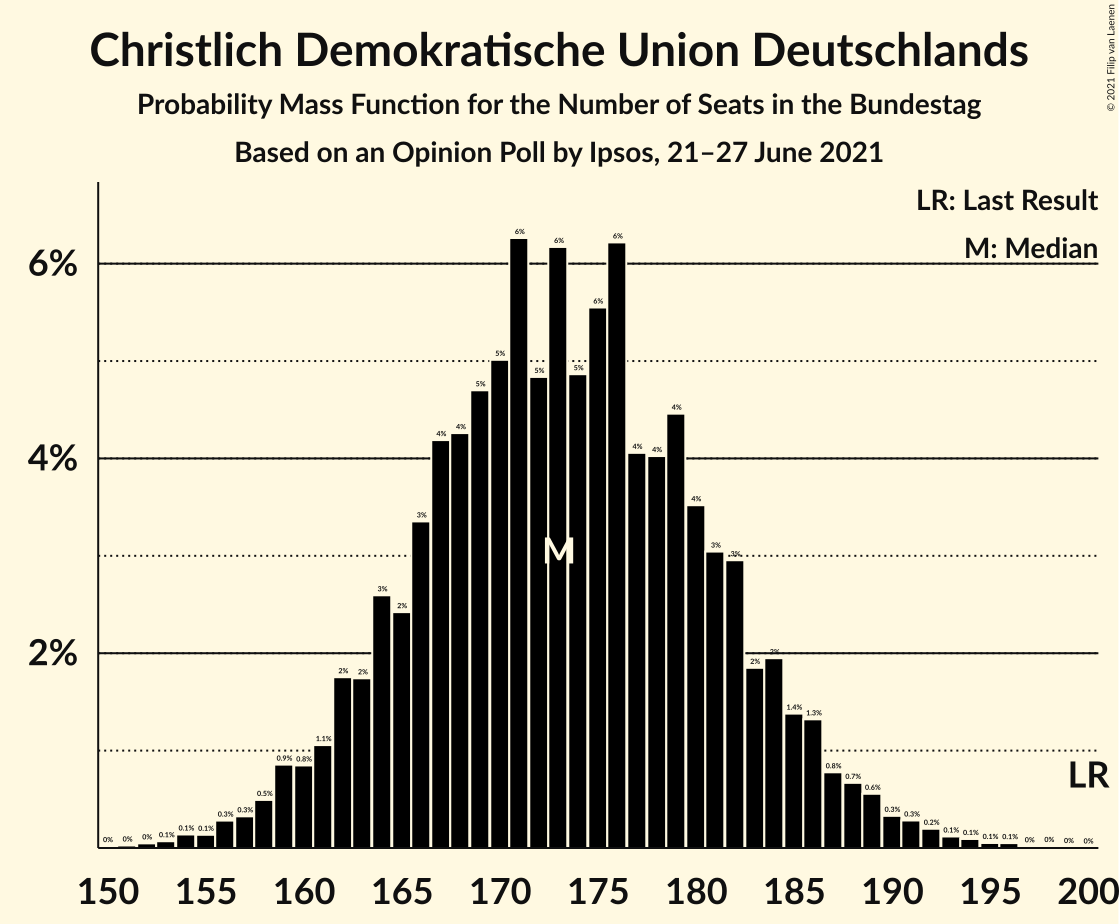 Christlich Demokratische Union Deutschlands
© 2021 Filip van Laenen
Probability Mass Function for the Number of Seats in the Bundestag
Based on an Opinion Poll by Ipsos, 21–27 June 2021
LR: Last Result
M: Median
6%
4%
2%
0% 0% 0% 0.1% 0.1% 0.1% 0.3% 0.3% 0.5% 0.9% 0.8% 1.1% 2% 2% 3% 2% 3% 4% 4% 5% 5% 6% 5% 6% 5% 6% 6% 4% 4% 4% 4% 3% 3% 2% 2% 1.4% 1.3% 0.8% 0.7% 0.6% 0.3% 0.3% 0.2% 0.1% 0.1% 0.1% 0.1% 0% 0% 0% 0%
M
LR
150 155 160 165 170 175 180 185 190 195 200